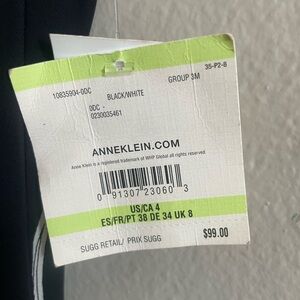 35-P2-8
10835904-0DC BLACK/WHITE GROUP 3M
0DC -
0230035461
ANNEKLEIN.COM
Anne Klein is a registered trademark of WHP Global all rights reserved.
0 91307 23060 3
US/CA 4
ES/FR/PT 38 DE 34 UK 8
SUGG RETAIL/ PRIX SUGG $99.00